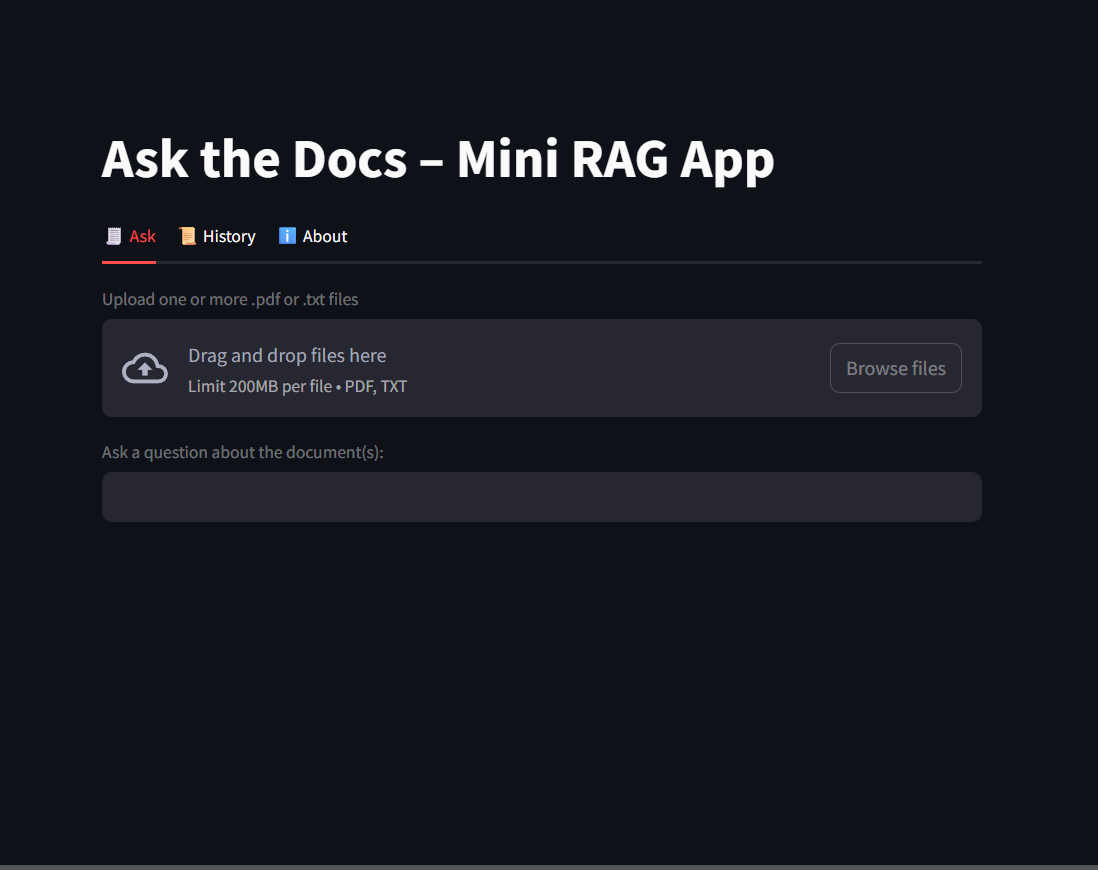 Ask the Docs – Mini RAG App
Ask History About
Upload one or more .pdf or .txt files
Drag and drop files here
Limit 200MB per file • PDF, TXT
Browse files
Ask a question about the document(s):